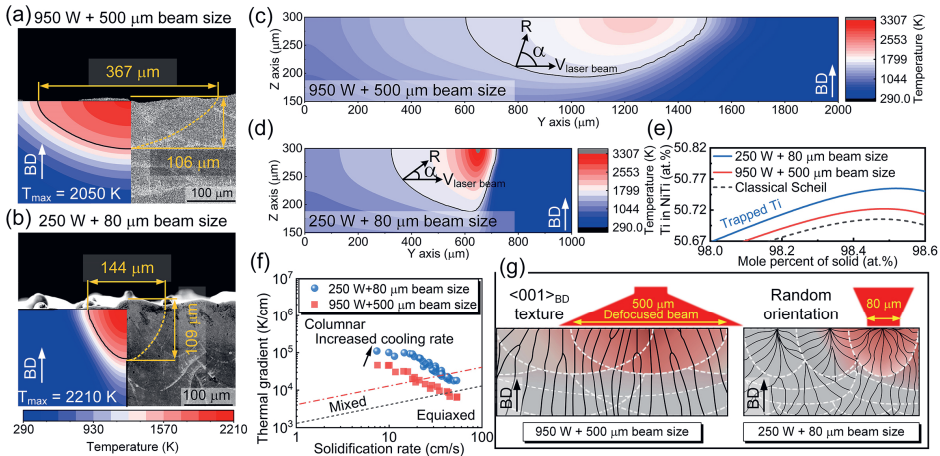 (a)
950 W + 500 μm beam size
367 μm
106 μm
BD
Tmax = 2050 K
100 μm
(b)
250 W + 80 μm beam size
144 μm
109 μm
BD
Tmax = 2210 K
100 μm
290 930 1570 2210
Temperature (K)
(c)
300
250
200
150
Z axis (μm)
R
α
Vlaser beam
950 W + 500 μm beam size
BD
0 200 400 600 800 1000 1200 1400 1600 1800 2000
Y axis (μm)
3307
2552
1798
1044
290.0
Temperature (K)
(d)
300
250
200
150
Z axis (μm)
R
α
Vlaser beam
250 W + 80 μm beam size
BD
0 200 400 600 800 1000
Y axis (μm)
3307
2552
1798
1044
290.0
Temperature (K)
(e)
50.82
50.77
50.72
50.67
Ti in NiTi (at.%)
250 W + 80 μm beam size
950 W + 500 μm beam size
Classical Scheil
Trapped Ti
98.0 98.2 98.4 98.6
Mole percent of solid (at.%)
(f)
10⁷
10⁶
10⁵
10⁴
10³
Thermal gradient (K/cm)
250 W+80 μm beam size
950 W+500 μm beam size
Columnar
Increased cooling rate
Mixed
Equiaxed
1 10 100
Solidification rate (cm/s)
(g)
<001>BD
texture
500 μm
Defocused beam
BD
950 W + 500 μm beam size
Random
orientation
80 μm
BD
250 W + 80 μm beam size